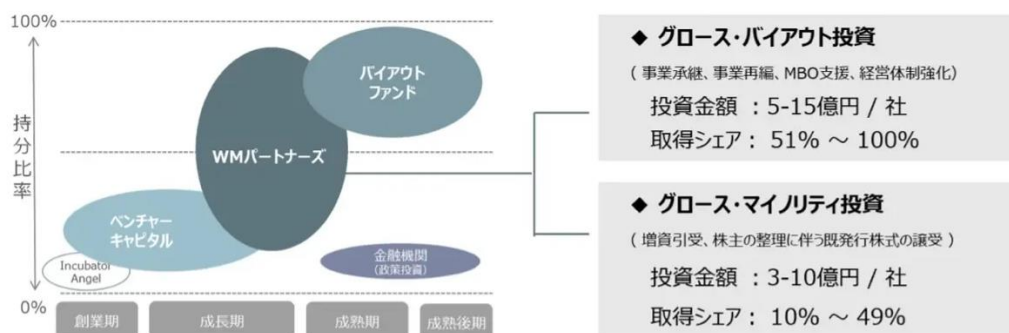 100%
持分比率
0%
バイアウト
ファンド
WMパートナーズ
ベンチャー
キャピタル
Incubator
Angel
金融機関
(政策投資)
創業期
成長期
成熟期
成熟後期
◆ グロース・バイアウト投資
( 事業承継、事業再編、MBO支援、経営体制強化)
投資金額 : 5-15億円 / 社
取得シェア : 51% ～ 100%
◆ グロース・マイノリティ投資
( 増資引受、株主の整理に伴う既発行株式の譲受 )
投資金額 : 3-10億円 / 社
取得シェア : 10% ～ 49%